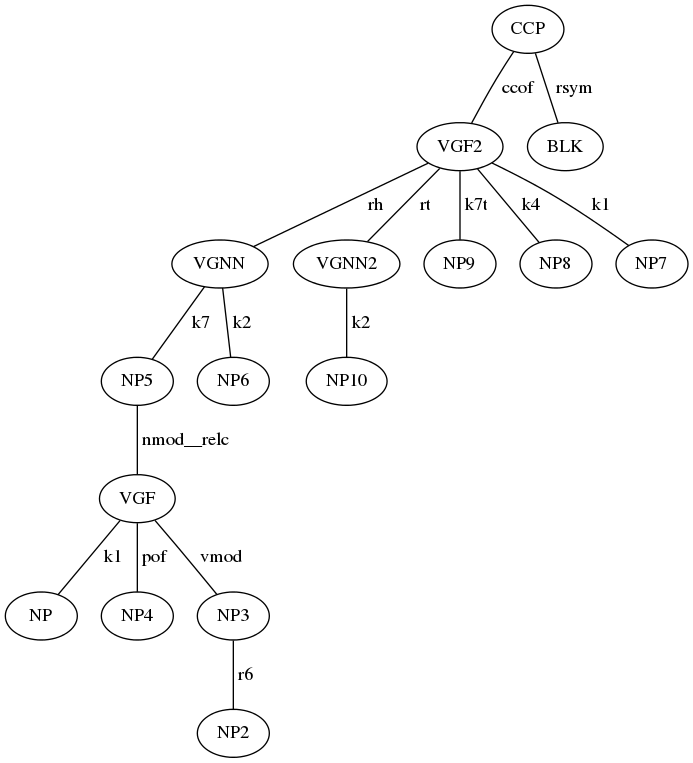 CCP
ccof rsym
VGF2 BLK
rh rt k7t k4 k1
VGNN VGNN2 NP9 NP8 NP7
k7 k2 k2
NP5 NP6 NP10
nmod__relc
VGF
k1 pof vmod
NP NP4 NP3
r6
NP2